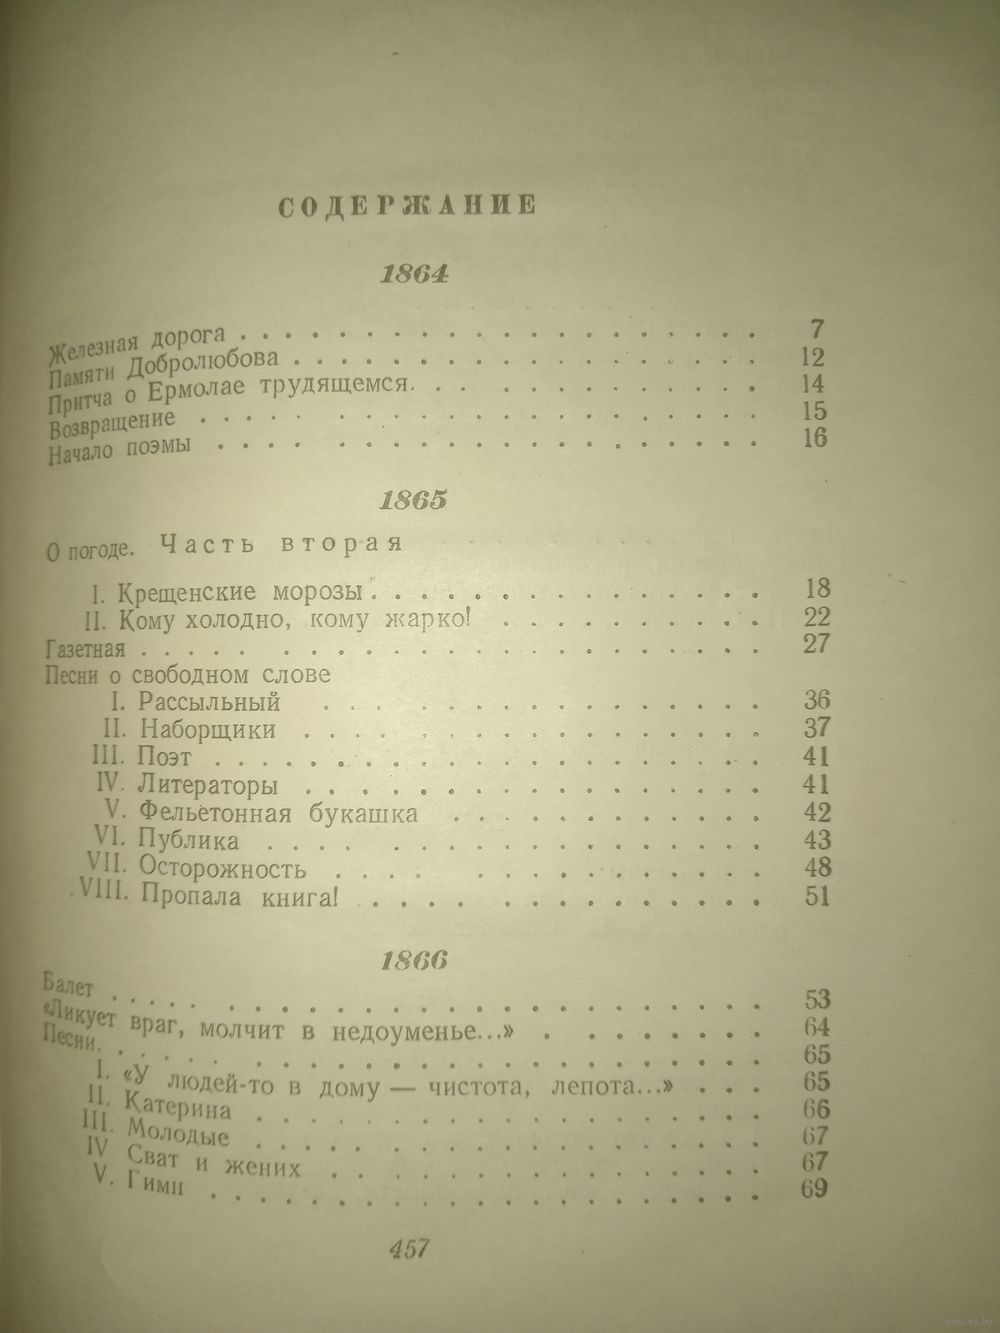 СОДЕРЖАНИЕ
1864
Железная дорога . . . . . . . . . . . . . . . . . . . . 7
Памяти Добролюбова . . . . . . . . . . . . . . . . . . 12
Притча о Ермолае трудящемся. . . . . . . . . . . . . . 14
Возвращение . . . . . . . . . . . . . . . . . . . . . 15
Начало поэмы . . . . . . . . . . . . . . . . . . . . 16
1865
О погоде. Часть вторая
I. Крещенские морозы . . . . . . . . . . . . . . . 18
II. Кому холодно, кому жарко! . . . . . . . . . . 22
Газетная . . . . . . . . . . . . . . . . . . . . . . . 27
Песни о свободном слове
I. Рассыльный . . . . . . . . . . . . . . . . 36
II. Наборщики . . . . . . . . . . . . . . . . . 37
III. Поэт . . . . . . . . . . . . . . . . . . . . 41
IV. Литераторы . . . . . . . . . . . . . . . . . 41
V. Фельетонная букашка . . . . . . . . . . . . 42
VI. Публика . . . . . . . . . . . . . . . . . . 43
VII. Осторожность . . . . . . . . . . . . . . . 48
VIII. Пропала книга! . . . . . . . . . . . . . . 51
1866
Балет . . . . . . . . . . . . . . . . . . . . . . . . 53
«Ликует враг, молчит в недоуменье...» . . . . . . . . 64
Песни. . . . . . . . . . . . . . . . . . . . . . . . 65
I. «У людей-то в дому — чистота, лепота...» . . . 65
II. Катерина . . . . . . . . . . . . . . . . . . . 66
III. Молодые . . . . . . . . . . . . . . . . . . . 67
IV Сват и жених . . . . . . . . . . . . . . . . 67
V. Гимн . . . . . . . . . . . . . . . . . . . . . 69
457
www.ay.by